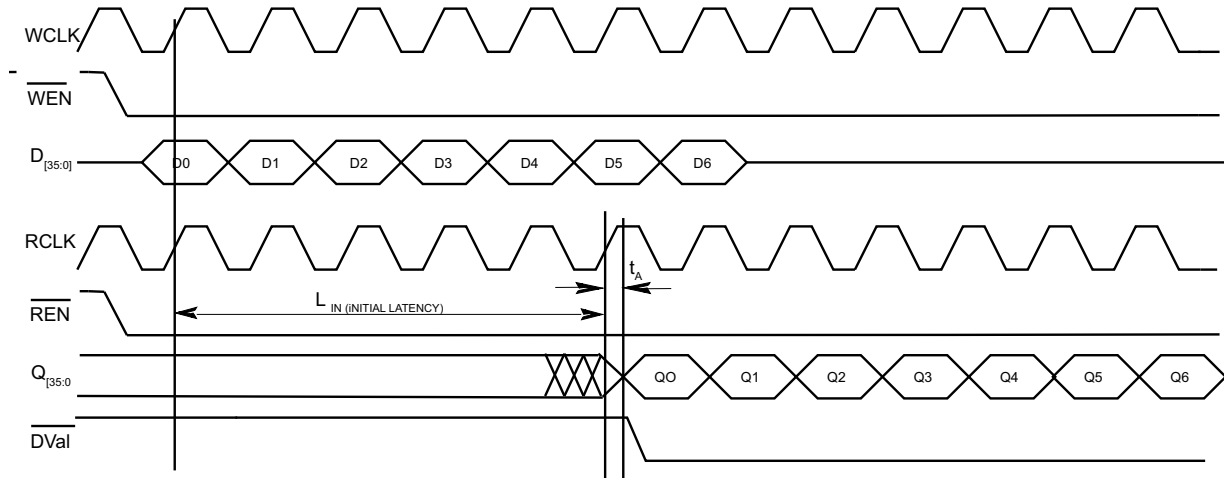 WCLK
WEN
D[35:0]
D0 D1 D2 D3 D4 D5 D6
RCLK
tA
REN
L IN (iNITIAL LATENCY)
Q[35:0
QO Q1 Q2 Q3 Q4 Q5 Q6
DVal